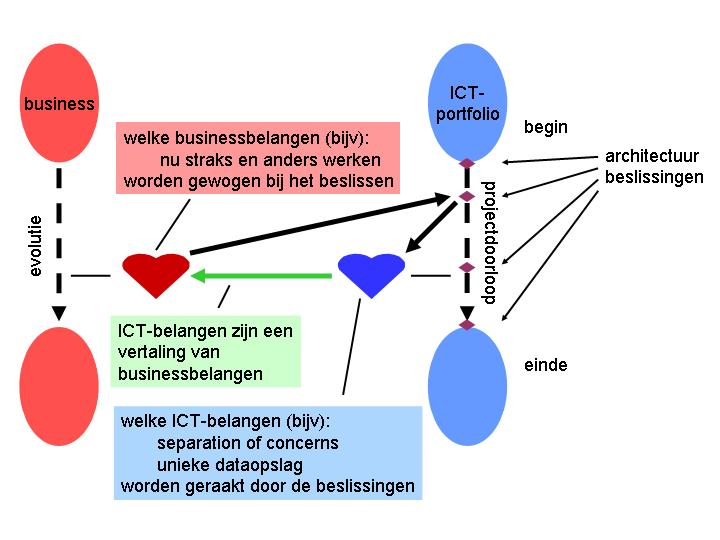 business
ICT-
portfolio
begin
welke businessbelangen (bijv):
nu straks en anders werken
worden gewogen bij het beslissen
architectuur
beslissingen
evolutie
projectdoorloop
ICT-belangen zijn een
vertaling van
businessbelangen
einde
welke ICT-belangen (bijv):
separation of concerns
unieke dataopslag
worden geraakt door de beslissingen